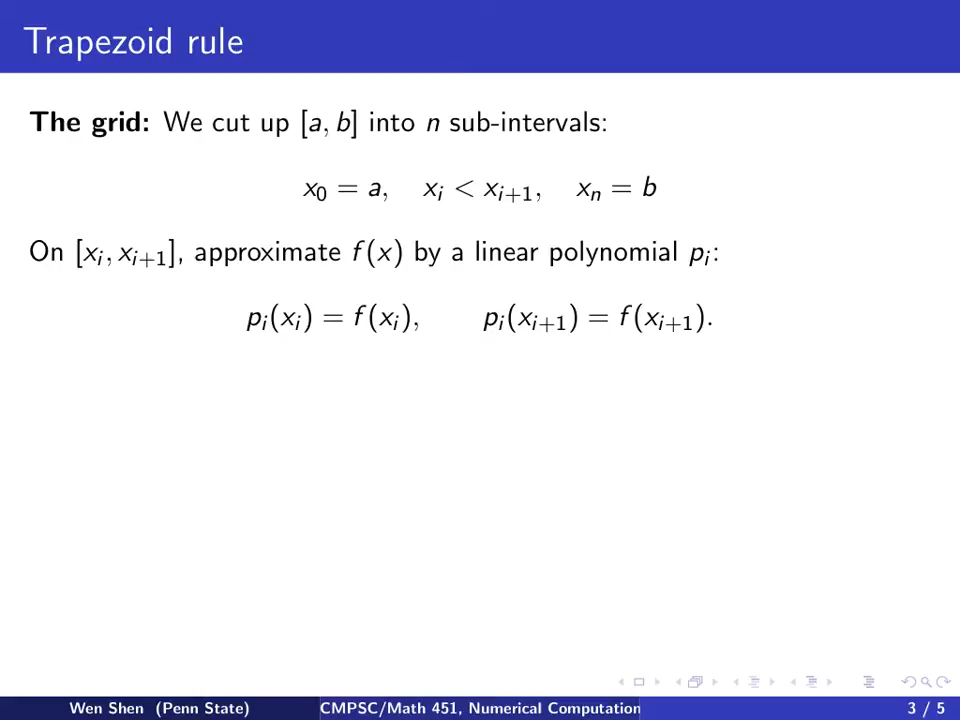 Trapezoid rule
The grid: We cut up [a, b] into n sub-intervals:
x₀ = a, xᵢ < xᵢ₊₁, xₙ = b
On [xᵢ, xᵢ₊₁], approximate f(x) by a linear polynomial pᵢ:
pᵢ(xᵢ) = f(xᵢ), pᵢ(xᵢ₊₁) = f(xᵢ₊₁).
Wen Shen (Penn State) CMPSC/Math 451, Numerical Computation 3 / 5